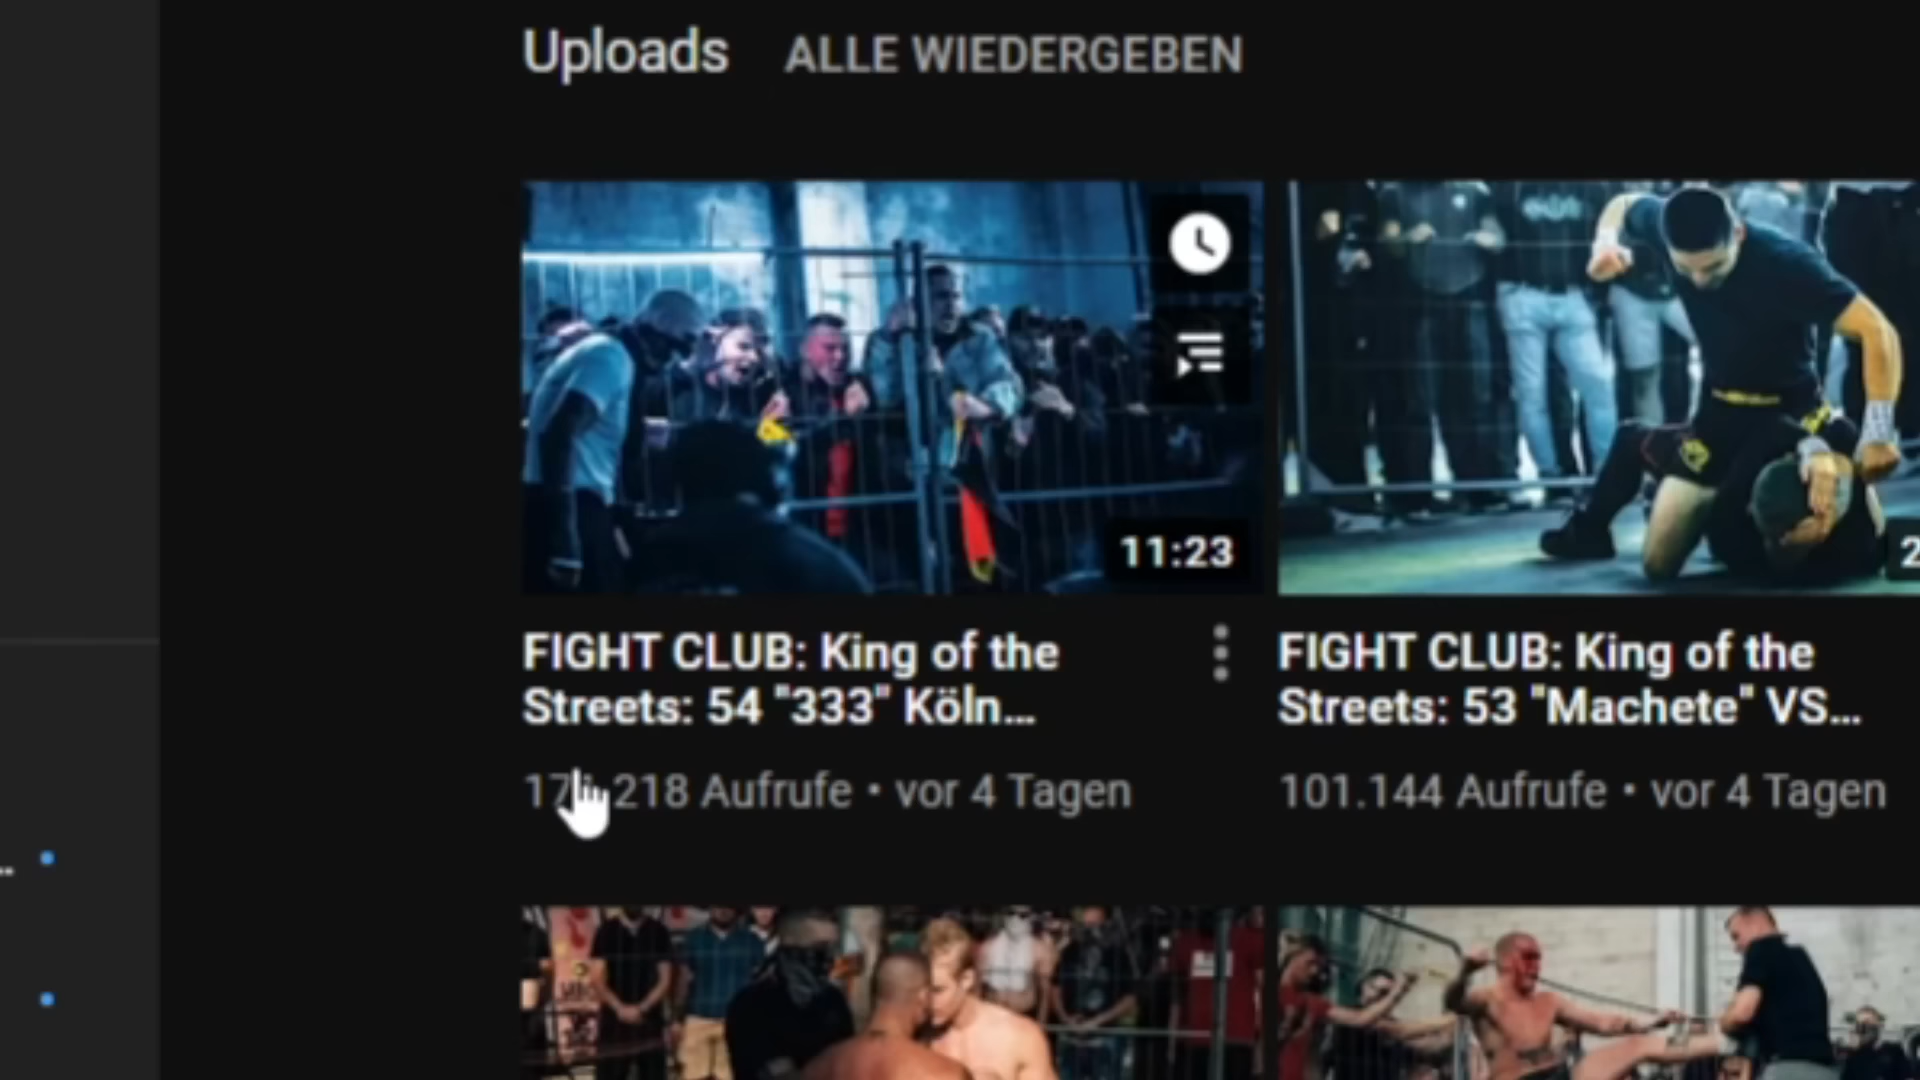 Uploads ALLE WIEDERGEBEN
11:23
2
FIGHT CLUB: King of the
Streets: 54 "333" Köln...
218 Aufrufe • vor 4 Tagen
FIGHT CLUB: King of the
Streets: 53 "Machete" VS...
101.144 Aufrufe • vor 4 Tagen